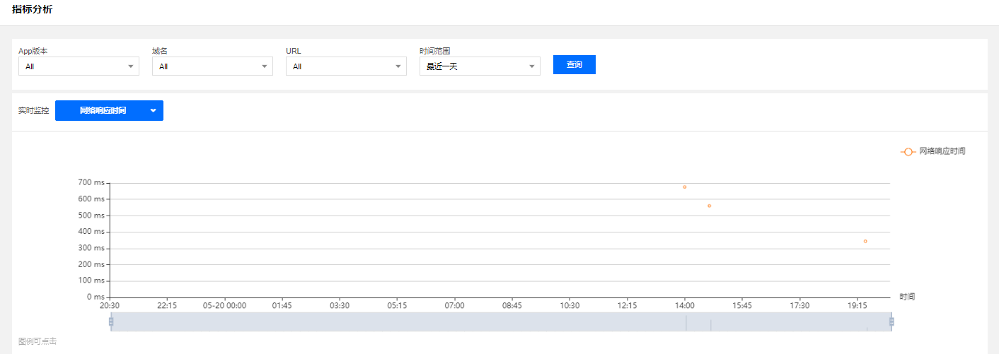 指标分析
App版本 域名 URL 时间范围
All All All 最近一天 查询
实时监控 网络响应时间
网络响应时间
700 ms
600 ms
500 ms
400 ms
300 ms
200 ms
100 ms
0 ms
时间
20:30 22:15 05-20 00:00 01:45 03:30 05:15 07:00 08:45 10:30 12:15 14:00 15:45 17:30 19:15
图例可点击